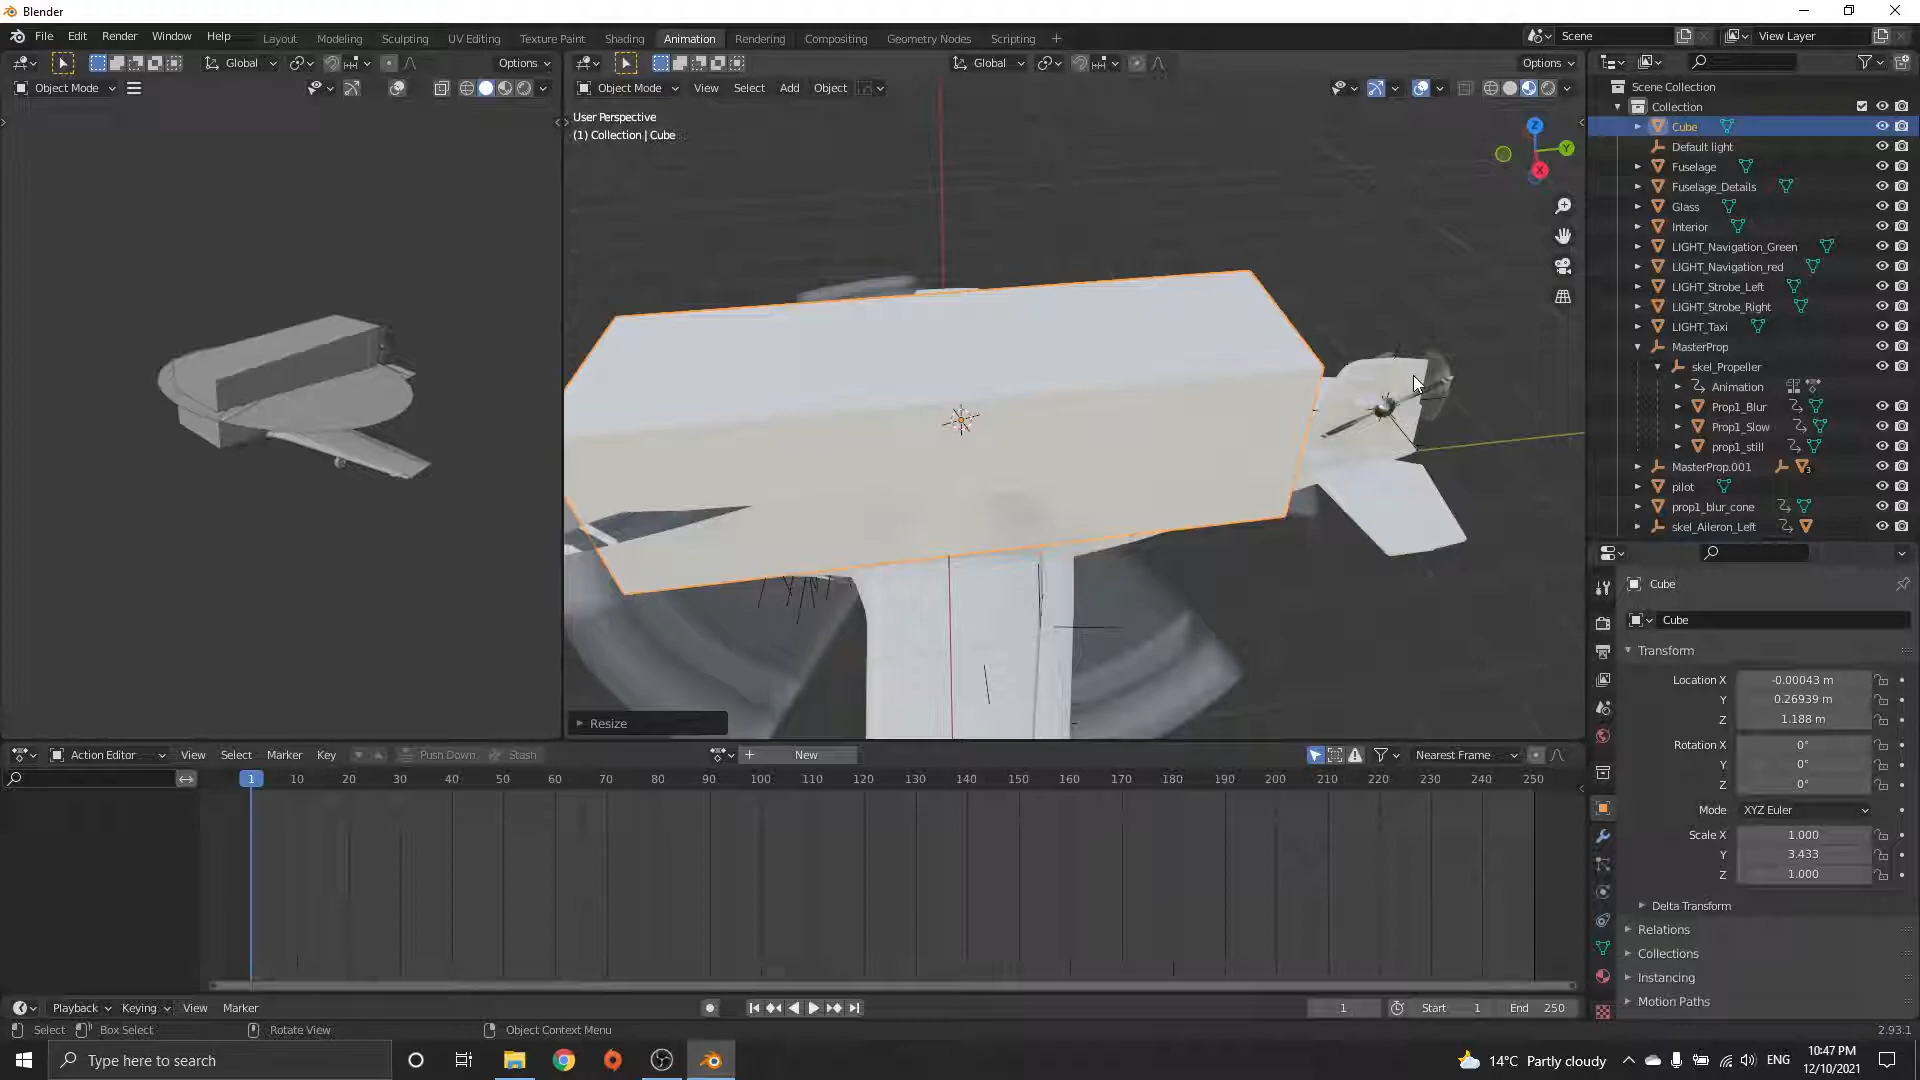 Blender
File Edit Render Window Help Layout Modeling Sculpting UV Editing Texture Paint Shading Animation Rendering Compositing Geometry Nodes Scripting + Scene View Layer
Global Options Global Options
Object Mode Object Mode View Select Add Object
User Perspective
(1) Collection | Cube
Z
Y
X
Resize
Scene Collection
Collection
Cube
Default light
Fuselage
Fuselage_Details
Glass
Interior
LIGHT_Navigation_Green
LIGHT_Navigation_red
LIGHT_Strobe_Left
LIGHT_Strobe_Right
LIGHT_Taxi
MasterProp
skel_Propeller
Animation
Prop1_Blur
Prop1_Slow
prop1_still
MasterProp.001 3
pilot
prop1_blur_cone
skel_Aileron_Left
Cube
Cube
Transform
Location X -0.00043 m
Y 0.26939 m
Z 1.188 m
Rotation X 0°
Y 0°
Z 0°
Mode XYZ Euler
Scale X 1.000
Y 3.433
Z 1.000
Delta Transform
Relations
Collections
Instancing
Motion Paths
Action Editor View Select Marker Key Push Down Stash + New Nearest Frame
1 10 20 30 40 50 60 70 80 90 100 110 120 130 140 150 160 170 180 190 200 210 220 230 240 250
Playback Keying View Marker 1 Start 1 End 250
Select Box Select Rotate View Object Context Menu 2.93.1
Type here to search 14°C Partly cloudy ENG 10:47 PM
12/10/2021